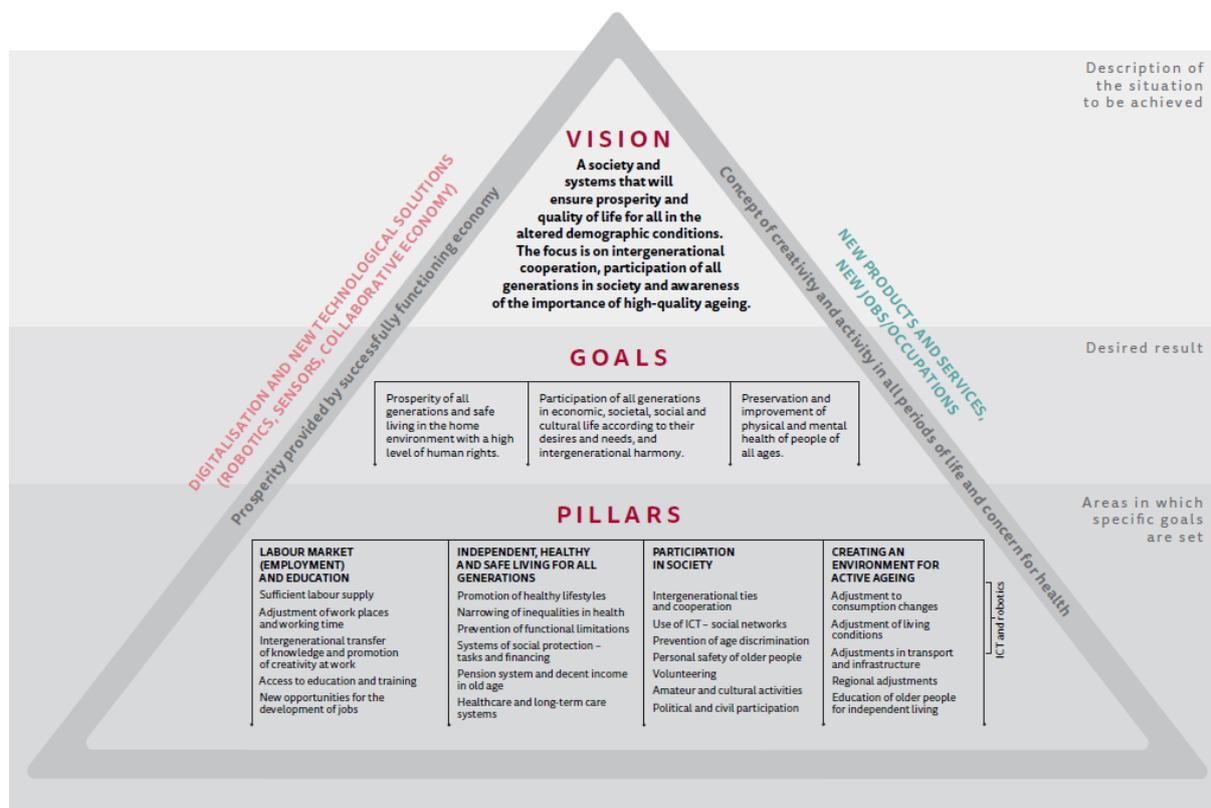 Description of
the situation
to be achieved
VISION
A society and
systems that will
ensure prosperity and
quality of life for all in the
altered demographic conditions.
The focus is on intergenerational
cooperation, participation of all
generations in society and awareness
of the importance of high-quality ageing.
DIGITALISATION AND NEW TECHNOLOGICAL SOLUTIONS
(ROBOTICS, SENSORS, COLLABORATIVE ECONOMY)
Prosperity provided by successfully functioning economy
Concept of creativity and activity in all periods of life and concern for health
NEW PRODUCTS AND SERVICES,
NEW JOBS/OCCUPATIONS
Desired result
GOALS
Prosperity of all
generations and safe
living in the home
environment with a high
level of human rights.
Participation of all generations
in economic, societal, social and
cultural life according to their
desires and needs, and
intergenerational harmony.
Preservation and
improvement of
physical and mental
health of people of
all ages.
Areas in which
specific goals
are set
PILLARS
LABOUR MARKET
(EMPLOYMENT)
AND EDUCATION
Sufficient labour supply
Adjustment of work places
and working time
Intergenerational transfer
of knowledge and promotion
of creativity at work
Access to education and training
New opportunities for the
development of jobs
INDEPENDENT, HEALTHY
AND SAFE LIVING FOR ALL
GENERATIONS
Promotion of healthy lifestyles
Narrowing of inequalities in health
Prevention of functional limitations
Systems of social protection –
tasks and financing
Pension system and decent income
in old age
Healthcare and long-term care
systems
PARTICIPATION
IN SOCIETY
Intergenerational ties
and cooperation
Use of ICT – social networks
Prevention of age discrimination
Personal safety of older people
Volunteering
Amateur and cultural activities
Political and civil participation
CREATING AN
ENVIRONMENT FOR
ACTIVE AGEING
Adjustment to
consumption changes
Adjustment of living
conditions
Adjustments in transport
and infrastructure
Regional adjustments
Education of older people
for independent living
ICT and robotics